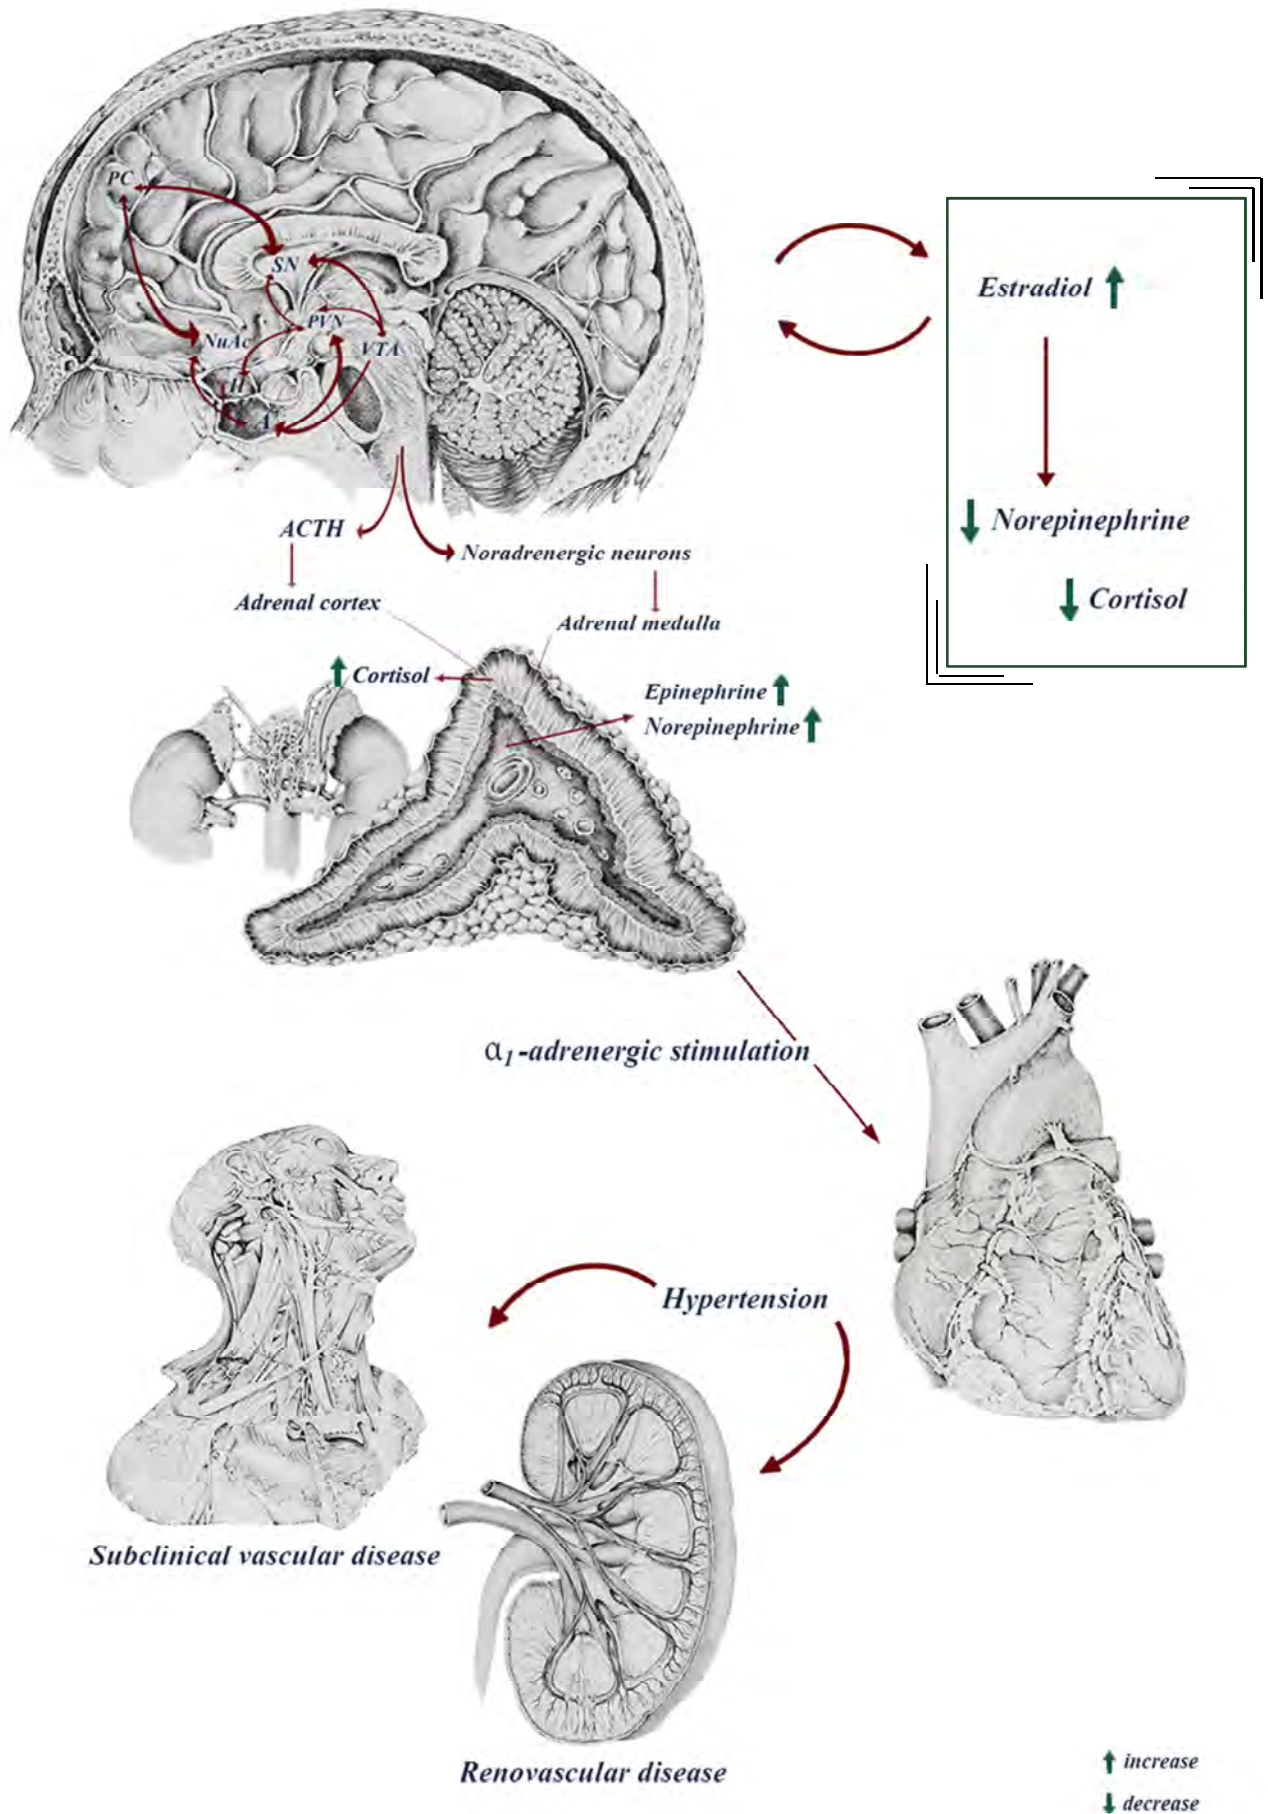 PC
SN
PVN
NuAc
VTA
H
A
Estradiol
Norepinephrine
Cortisol
ACTH
Noradrenergic neurons
Adrenal cortex
Adrenal medulla
Cortisol
Epinephrine
Norepinephrine
α1-adrenergic stimulation
Hypertension
Subclinical vascular disease
Renovascular disease
increase
decrease